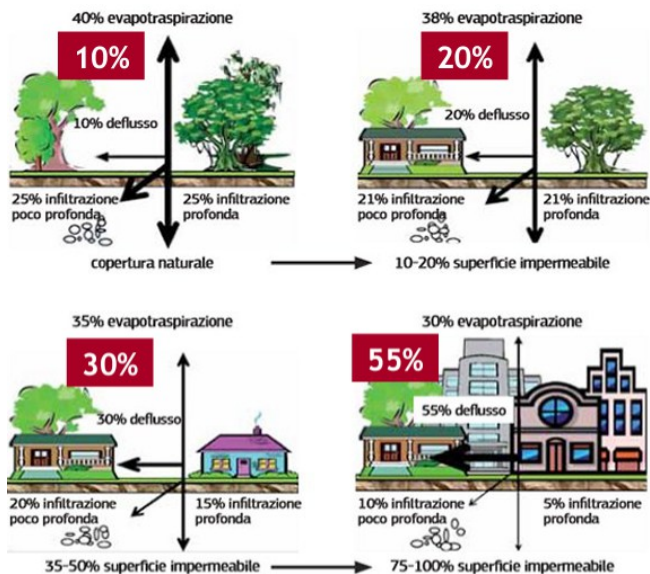 40% evapotraspirazione
10%
10% deflusso
25% infiltrazione
poco profonda
25% infiltrazione
profonda
copertura naturale
38% evapotraspirazione
20%
20% deflusso
21% infiltrazione
poco profonda
21% infiltrazione
profonda
10-20% superficie impermeabile
35% evapotraspirazione
30%
30% deflusso
20% infiltrazione
poco profonda
15% infiltrazione
profonda
35-50% superficie impermeabile
30% evapotraspirazione
55%
55% deflusso
10% infiltrazione
poco profonda
5% infiltrazione
profonda
75-100% superficie impermeabile